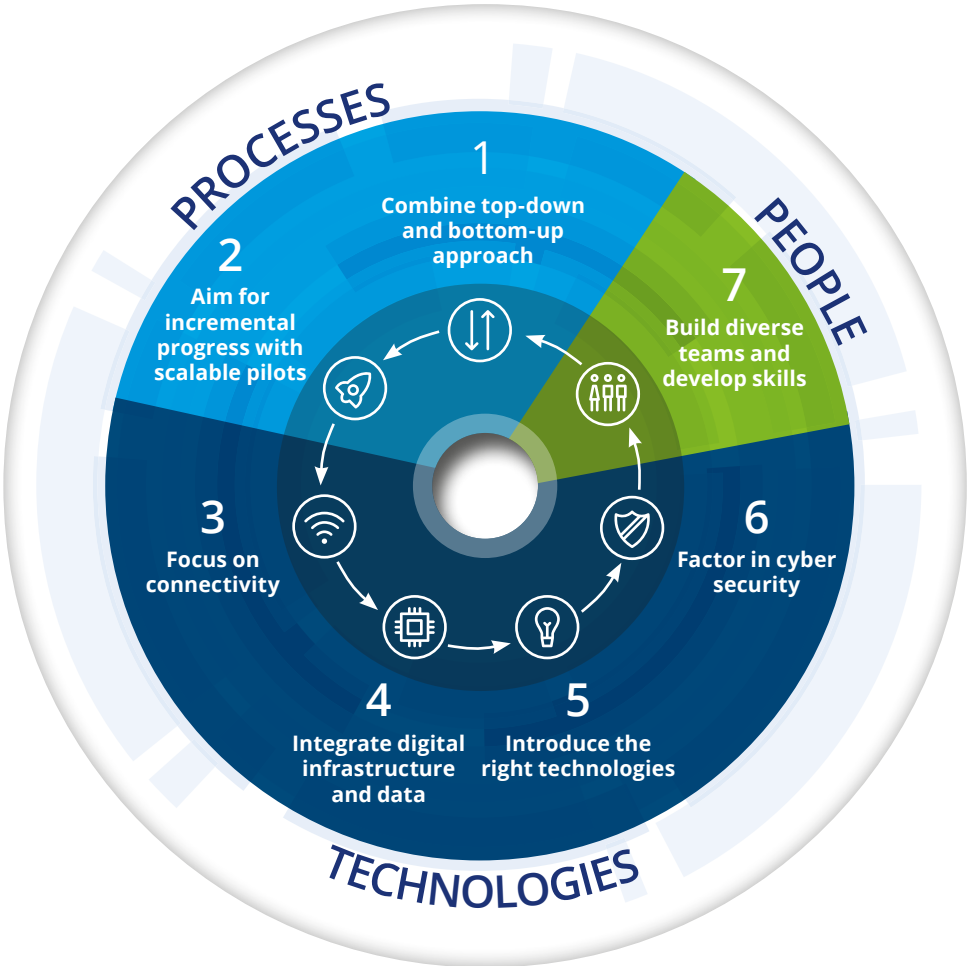 PROCESSES
1
Combine top-down
and bottom-up
approach
2
Aim for
incremental
progress with
scalable pilots
3
Focus on
connectivity
TECHNOLOGIES
4
Integrate digital
infrastructure
and data
5
Introduce the
right technologies
6
Factor in cyber
security
PEOPLE
7
Build diverse
teams and
develop skills